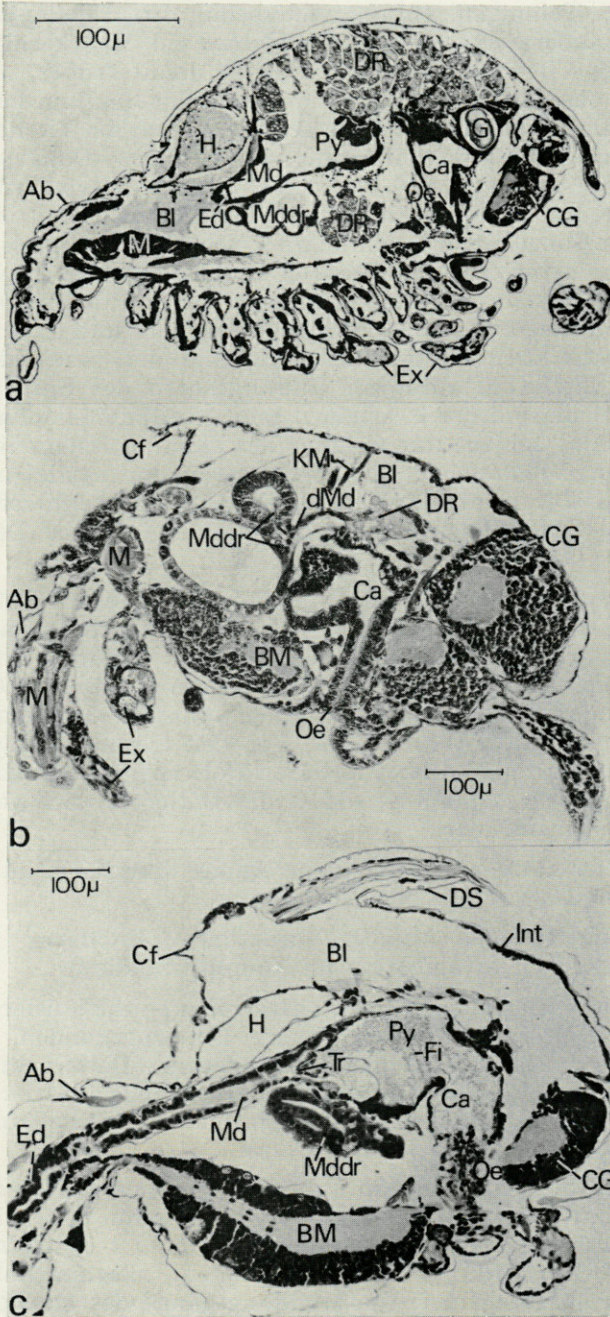 100μ
DR
H
Py
G
Md
Ca
Ab
Oe
Bl
Ed
Mddr
DR
CG
M
Ex
a
Cf
KM
Bl
dMd
DR
Mddr
CG
M
Ca
Ab
BM
M
Oe
Ex
100μ
b
100μ
DS
Int
Cf
Bl
H
Py
Fi
Tr
Ab
Ca
Md
Ed
Mddr
Oe
CG
BM
c